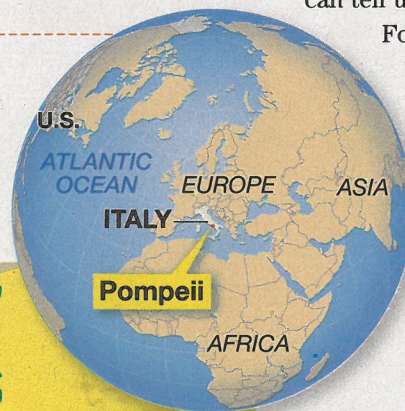 can tell u
Fo
U.S.
ATLANTIC
OCEAN
EUROPE
ASIA
ITALY
Pompeii
AFRICA